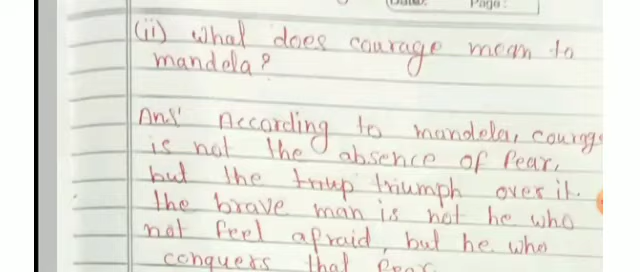 Page:
(ii) What does courage mean to
mandela?
Ans' According to mandela, courage
is not the absence of fear,
but the triumph over it.
the brave man is not he who
not feel afraid, but he who
conquers that fear